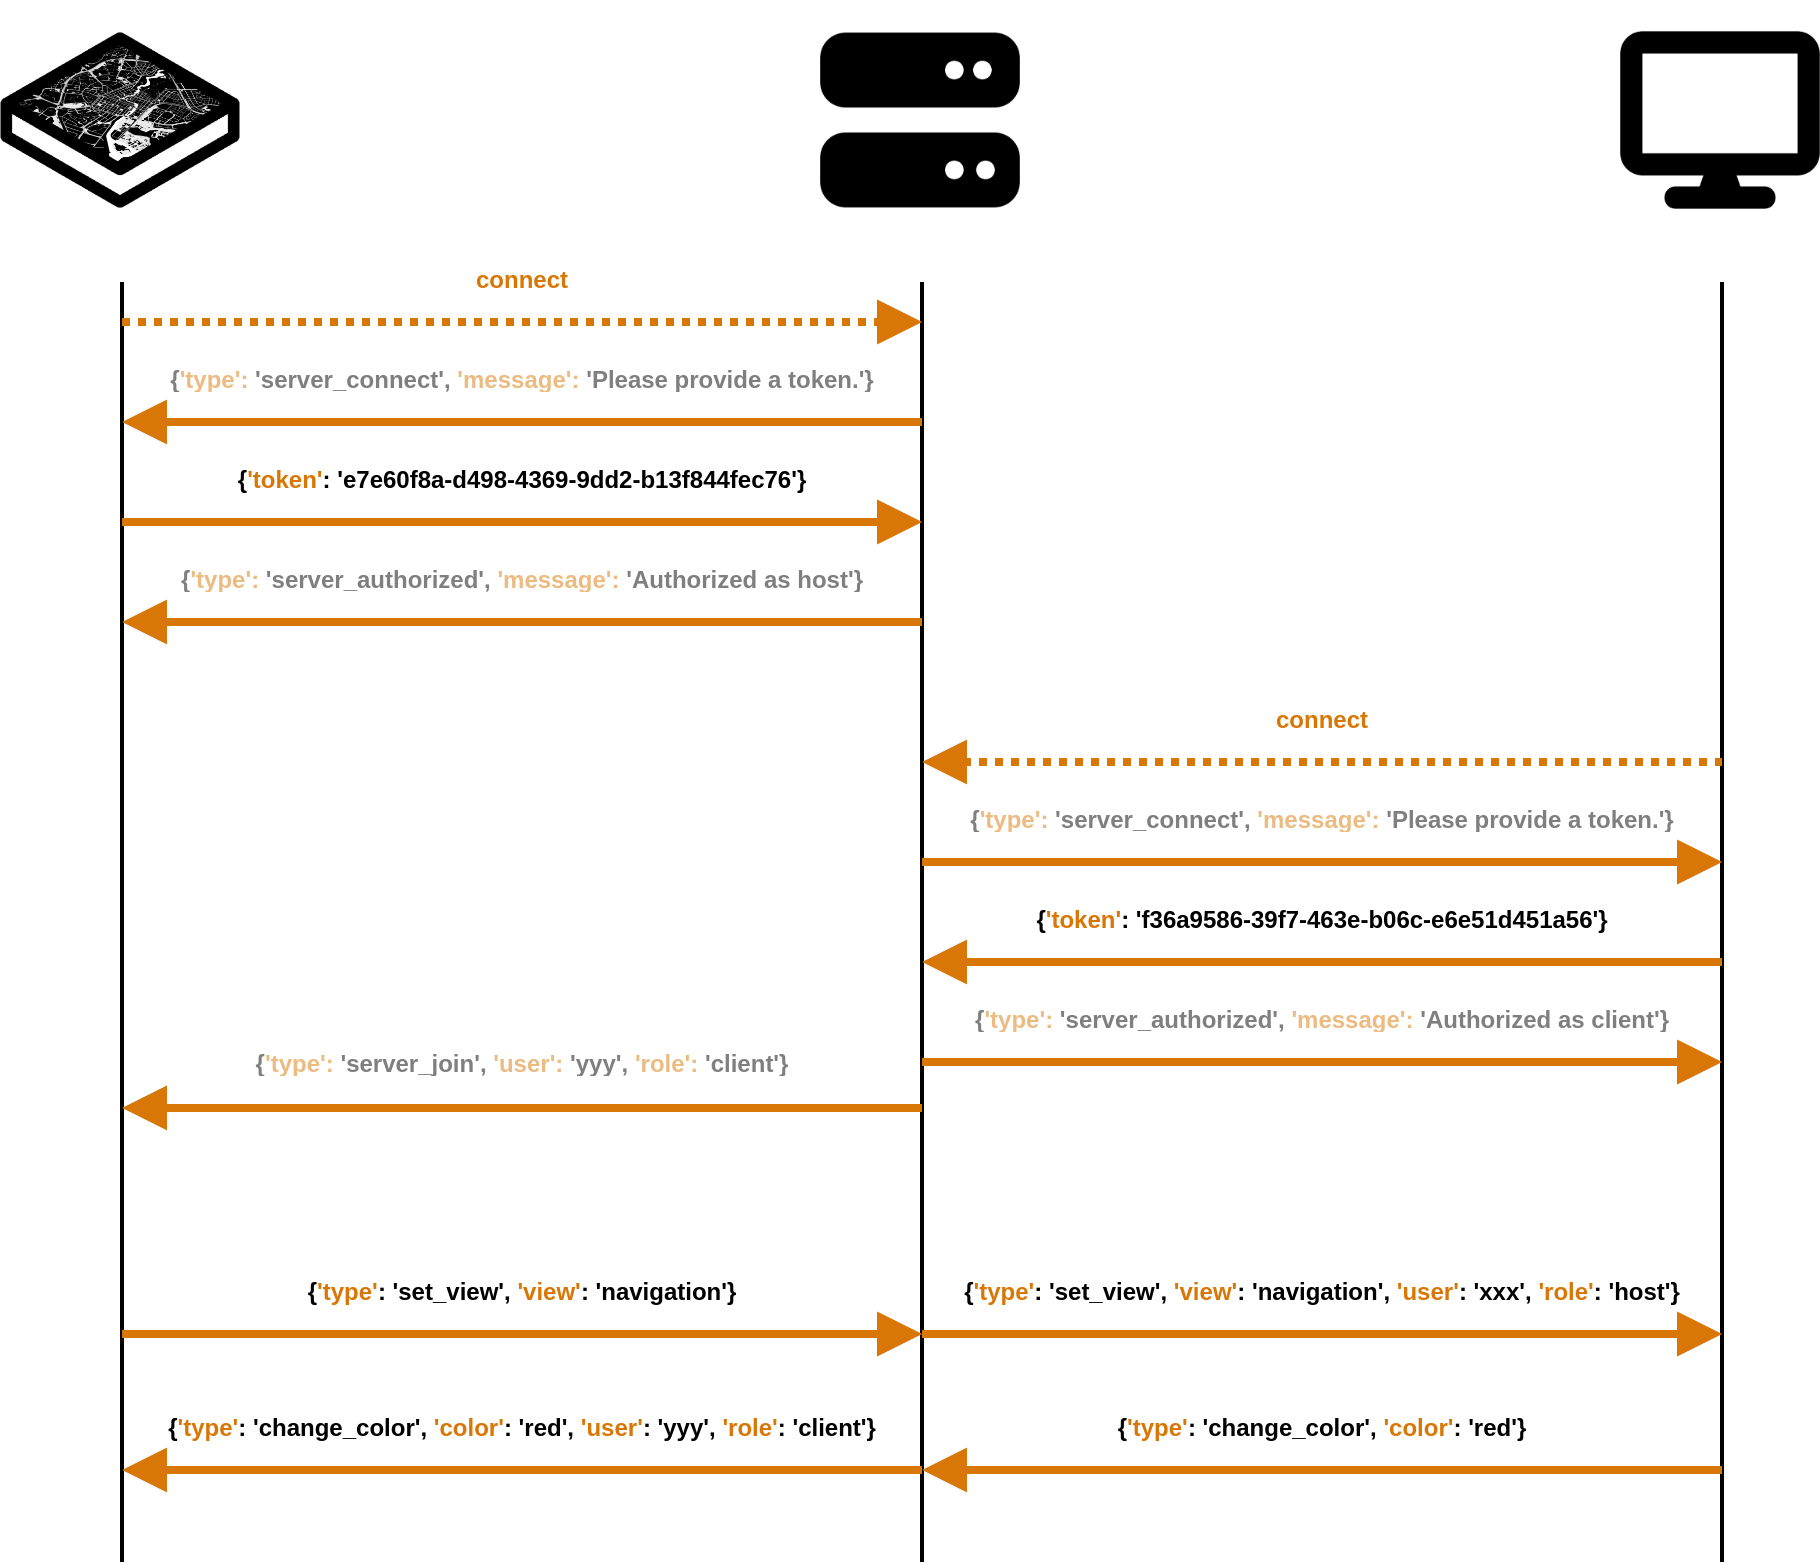 connect
{'type': 'server_connect', 'message': 'Please provide a token.'}
{'token': 'e7e60f8a-d498-4369-9dd2-b13f844fec76'}
{'type': 'server_authorized', 'message': 'Authorized as host'}
connect
{'type': 'server_connect', 'message': 'Please provide a token.'}
{'token': 'f36a9586-39f7-463e-b06c-e6e51d451a56'}
{'type': 'server_authorized', 'message': 'Authorized as client'}
{'type': 'server_join', 'user': 'yyy', 'role': 'client'}
{'type': 'set_view', 'view': 'navigation'}
{'type': 'set_view', 'view': 'navigation', 'user': 'xxx', 'role': 'host'}
{'type': 'change_color', 'color': 'red', 'user': 'yyy', 'role': 'client'}
{'type': 'change_color', 'color': 'red'}